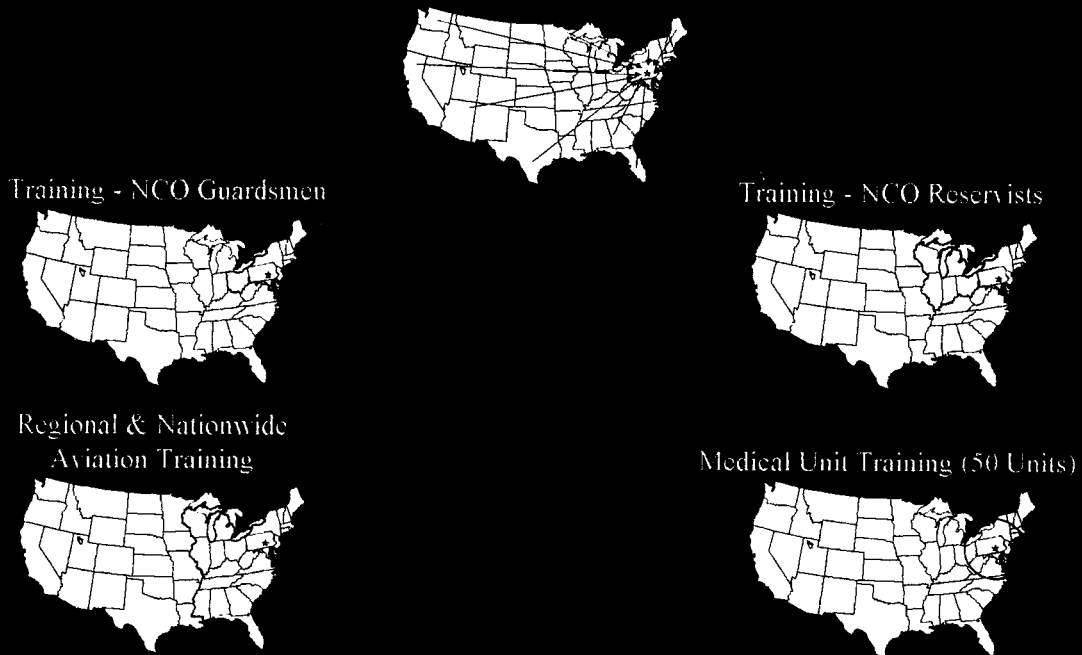 Training - NCO Guardsmen
Training - NCO Reservists
Regional & Nationwide
Aviation Training
Medical Unit Training (50 Units)